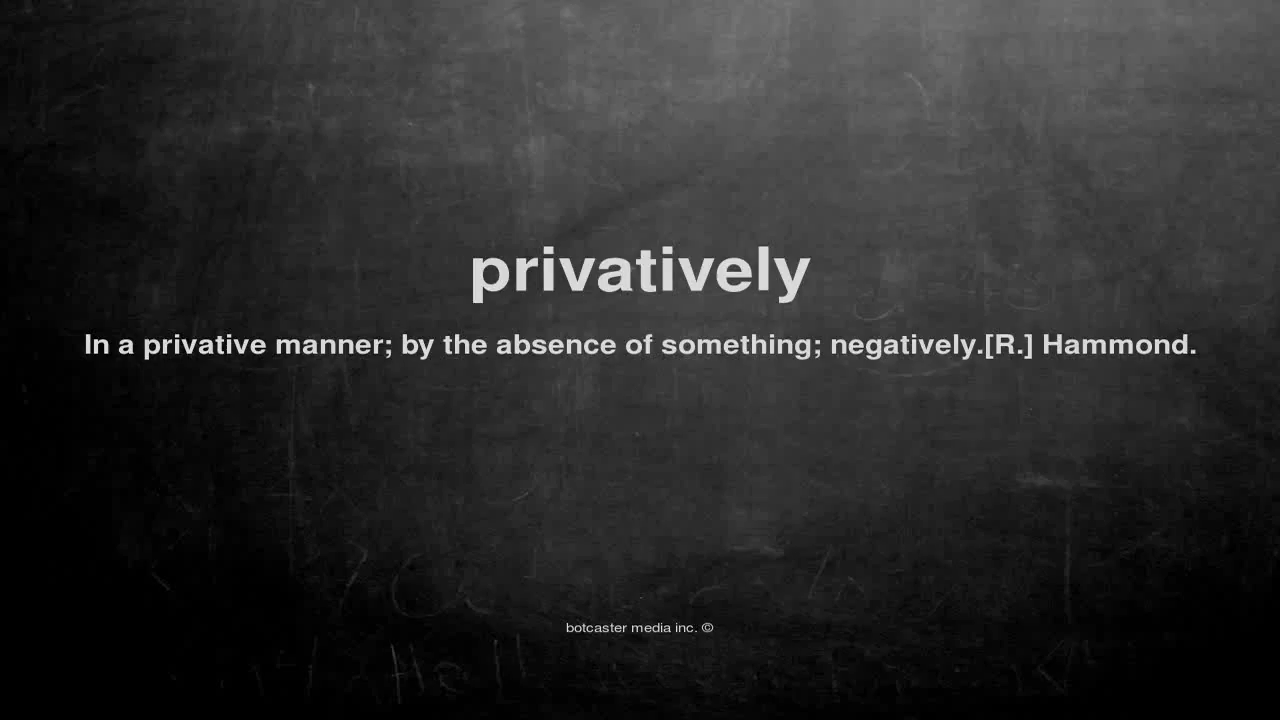 privatively
In a privative manner; by the absence of something; negatively.[R.] Hammond.
botcaster media inc. ©